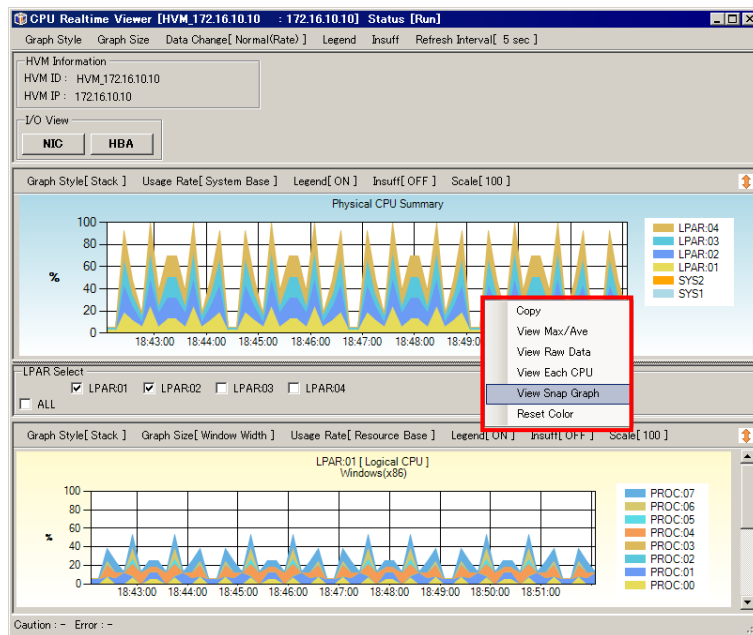 CPU Realtime Viewer [HVM_172.16.10.10 : 172.16.10.10] Status [Run]
Graph Style Graph Size Data Change[ Normal(Rate) ] Legend Insuff Refresh Interval[ 5 sec ]
HVM Information
HVM ID : HVM_172.16.10.10
HVM IP : 172.16.10.10
I/O View
NIC HBA
Graph Style[ Stack ] Usage Rate[ System Base ] Legend[ ON ] Insuff[ OFF ] Scale[ 100 ]
Physical CPU Summary
100
80
60
40
20
0
%
18:43:00 18:44:00 18:45:00 18:46:00 18:47:00 18:48:00 18:49:0
LPAR:04
LPAR:03
LPAR:02
LPAR:01
SYS2
SYS1
Copy
View Max/Ave
View Raw Data
View Each CPU
View Snap Graph
Reset Color
LPAR Select
LPAR:01 LPAR:02 LPAR:03 LPAR:04
ALL
Graph Style[ Stack ] Graph Size[ Window Width ] Usage Rate[ Resource Base ] Legend[ ON ] Insuff[ OFF ] Scale[ 100 ]
LPAR:01 [ Logical CPU ]
Windows(x86)
100
80
60
40
20
0
%
18:43:00 18:44:00 18:45:00 18:46:00 18:47:00 18:48:00 18:49:00 18:50:00 18:51:00
PROC:07
PROC:06
PROC:05
PROC:04
PROC:03
PROC:02
PROC:01
PROC:00
Caution : - Error : -